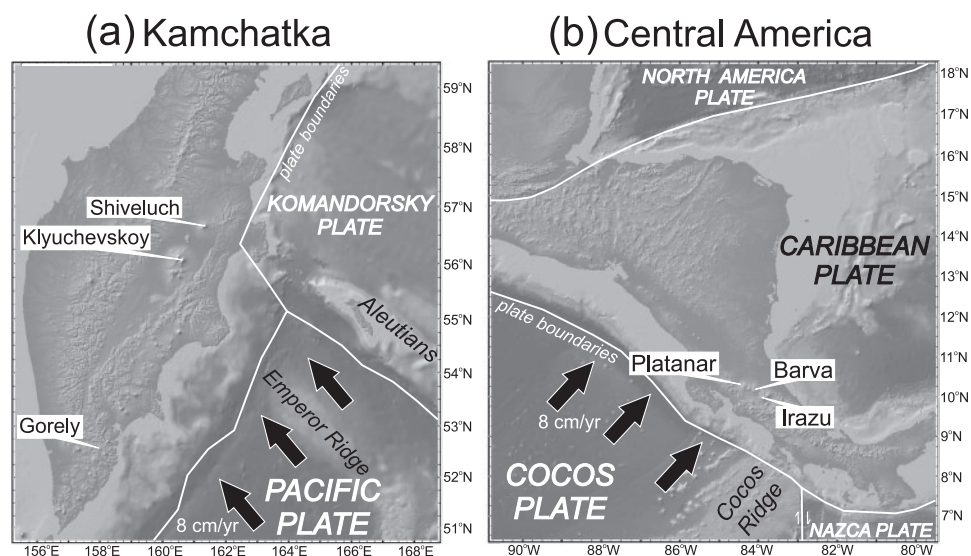 (a) Kamchatka
59°N
58°N
57°N
56°N
55°N
54°N
53°N
52°N
51°N
156°E 158°E 160°E 162°E 164°E 166°E 168°E
plate boundaries
KOMANDORSKY
PLATE
Shiveluch
Klyuchevskoy
Aleutians
Emperor Ridge
Gorely
PACIFIC
PLATE
8 cm/yr
(b) Central America
18°N
17°N
16°N
15°N
14°N
13°N
12°N
11°N
10°N
9°N
8°N
7°N
90°W 88°W 86°W 84°W 82°W 80°W
NORTH AMERICA
PLATE
CARIBBEAN
PLATE
plate boundaries
Platanar
Barva
Irazu
8 cm/yr
COCOS
PLATE
Cocos
Ridge
NAZCA PLATE